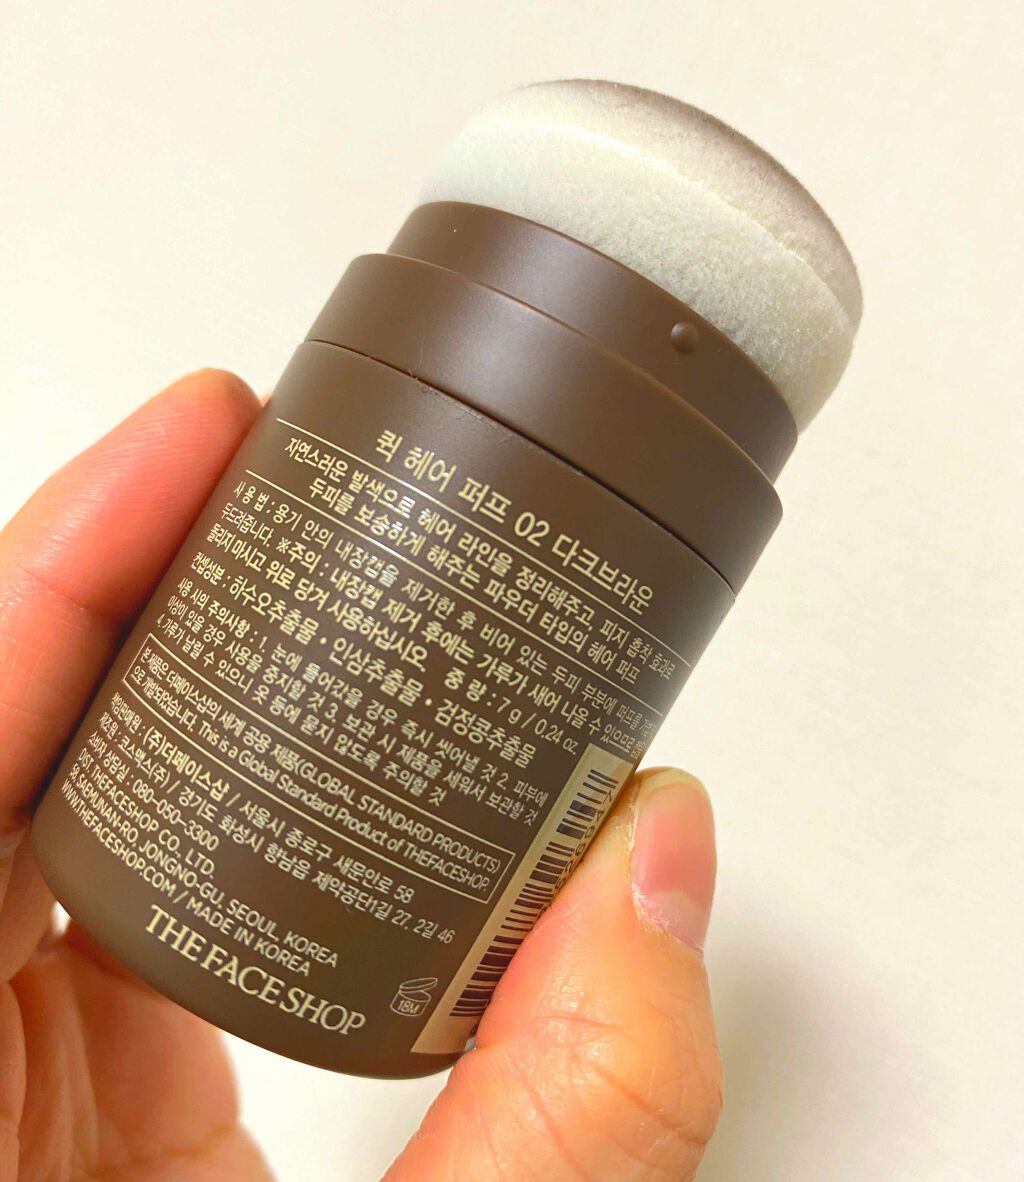 퀵 헤어 퍼프 02 다크브라운
자연스러운 발색으로 헤어 라인을 정리해주고, 피지 흡착 효과로
두피를 보송하게 해주는 파우더 타입의 헤어 퍼프
사 용 법 : 용기 안의 내장캡을 제거한 후 비어 있는 두피 부분에 퍼프를
두드려줍니다. ※주의 : 내장캡 제거 후에는 가루가 새어 나올 수 있으므로
돌리지 마시고 위로 당겨 사용하십시오. 중 량 : 7 g / 0.24 oz.
컨셉성분 : 하수오추출물 • 인삼추출물 • 검정콩추출물
사용 시의 주의사항 : 1. 눈에 들어갔을 경우 즉시 씻어낼 것 2. 피부에
이상이 있을 경우 사용을 중지할 것 3. 보관 시 제품을 세워서 보관할 것
4. 가루가 날릴 수 있으니 옷 등에 묻지 않도록 주의할 것
본 제품은 더페이스샵의 세계 공용 제품(GLOBAL STANDARD PRODUCTS)
으로 개발되었습니다. This is a Global Standard Product of THEFACESHOP.
책임판매원 : (주)더페이스샵 / 서울시 종로구 새문안로 58
제조원 : 코스맥스(주) / 경기도 화성시 향남읍 제약공단1길 27, 2길 46
소비자 상담실 : 080-050-3300
DIST. THEFACESHOP CO. LTD.
58, SAEMUNAN-RO, JONGNO-GU, SEOUL, KOREA
WWW.THEFACESHOP.COM / MADE IN KOREA
THE FACE SHOP
18M